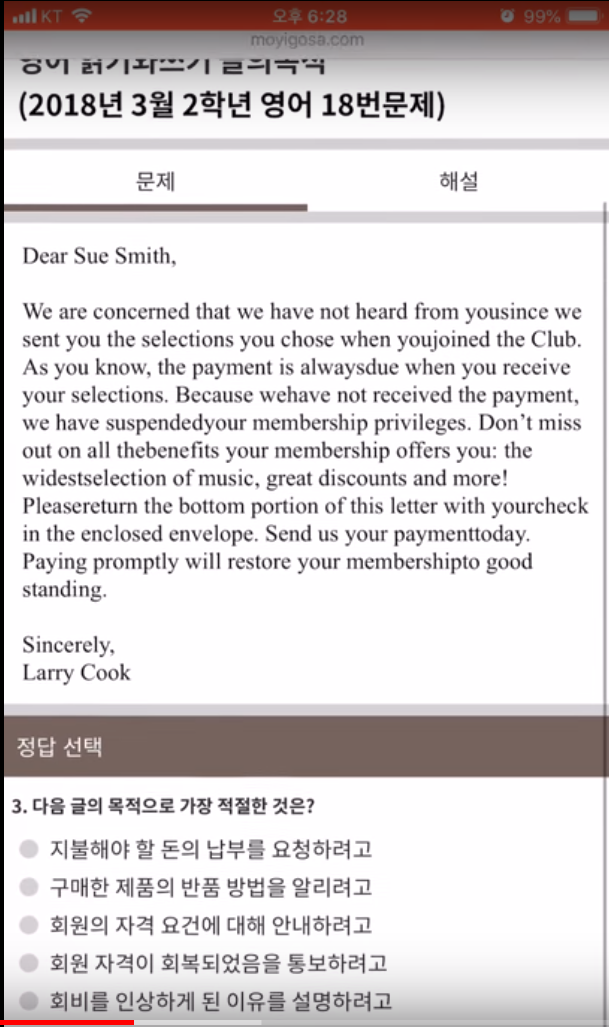 KT 오후 6:28 99%
moyigosa.com
영어 읽기와쓰기 글의목적
(2018년 3월 2학년 영어 18번문제)
문제 해설
Dear Sue Smith,
We are concerned that we have not heard from yousince we
sent you the selections you chose when youjoined the Club.
As you know, the payment is alwaysdue when you receive
your selections. Because wehave not received the payment,
we have suspendedyour membership privileges. Don’t miss
out on all thebenefits your membership offers you: the
widestselection of music, great discounts and more!
Pleasereturn the bottom portion of this letter with yourcheck
in the enclosed envelope. Send us your paymenttoday.
Paying promptly will restore your membershipto good
standing.
Sincerely,
Larry Cook
정답 선택
3. 다음 글의 목적으로 가장 적절한 것은?
지불해야 할 돈의 납부를 요청하려고
구매한 제품의 반품 방법을 알리려고
회원의 자격 요건에 대해 안내하려고
회원 자격이 회복되었음을 통보하려고
회비를 인상하게 된 이유를 설명하려고